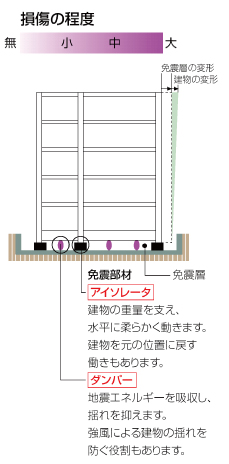 損傷の程度
無 小 中 大
免震層の変形
建物の変形
免震部材
免震層
アイソレータ
建物の重量を支え、
水平に柔らかく動きます。
建物を元の位置に戻す
働きもあります。
ダンパー
地震エネルギーを吸収し、
揺れを抑えます。
強風による建物の揺れを
防ぐ役割もあります。